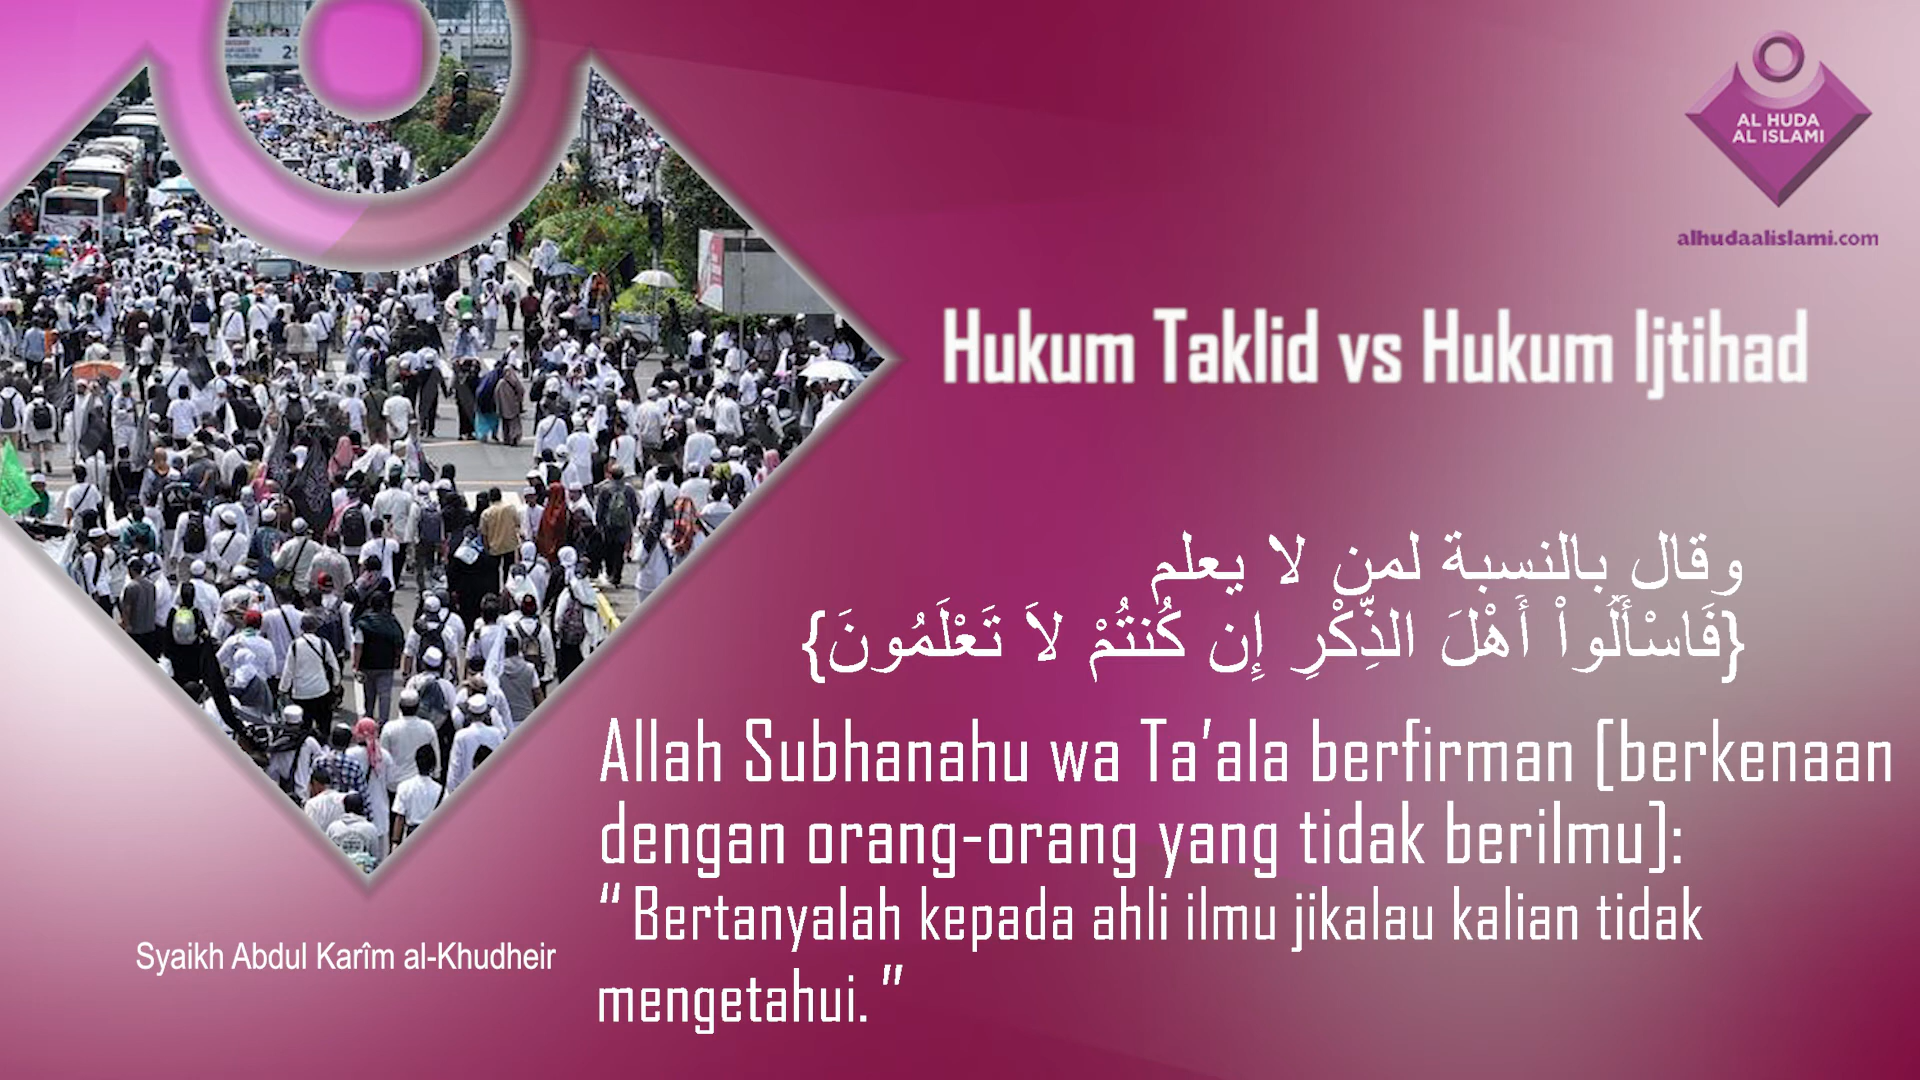 AL HUDA
AL ISLAMI
alhudaalislami.com
Hukum Taklid vs Hukum Ijtihad
وقال بالنسبة لمن لا يعلم
{فَاسْأَلُواْ أَهْلَ الذِّكْرِ إِن كُنتُمْ لاَ تَعْلَمُونَ}
Allah Subhanahu wa Ta’ala berfirman (berkenaan
dengan orang-orang yang tidak berilmu):
“Bertanyalah kepada ahli ilmu jikalau kalian tidak
mengetahui.”
Syaikh Abdul Karîm al-Khudheir